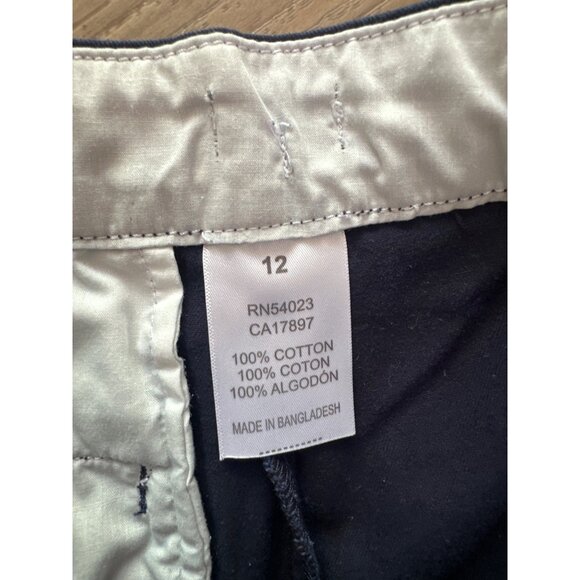 12
RN54023
CA17897
100% COTTON
100% COTON
100% ALGODÓN
MADE IN BANGLADESH